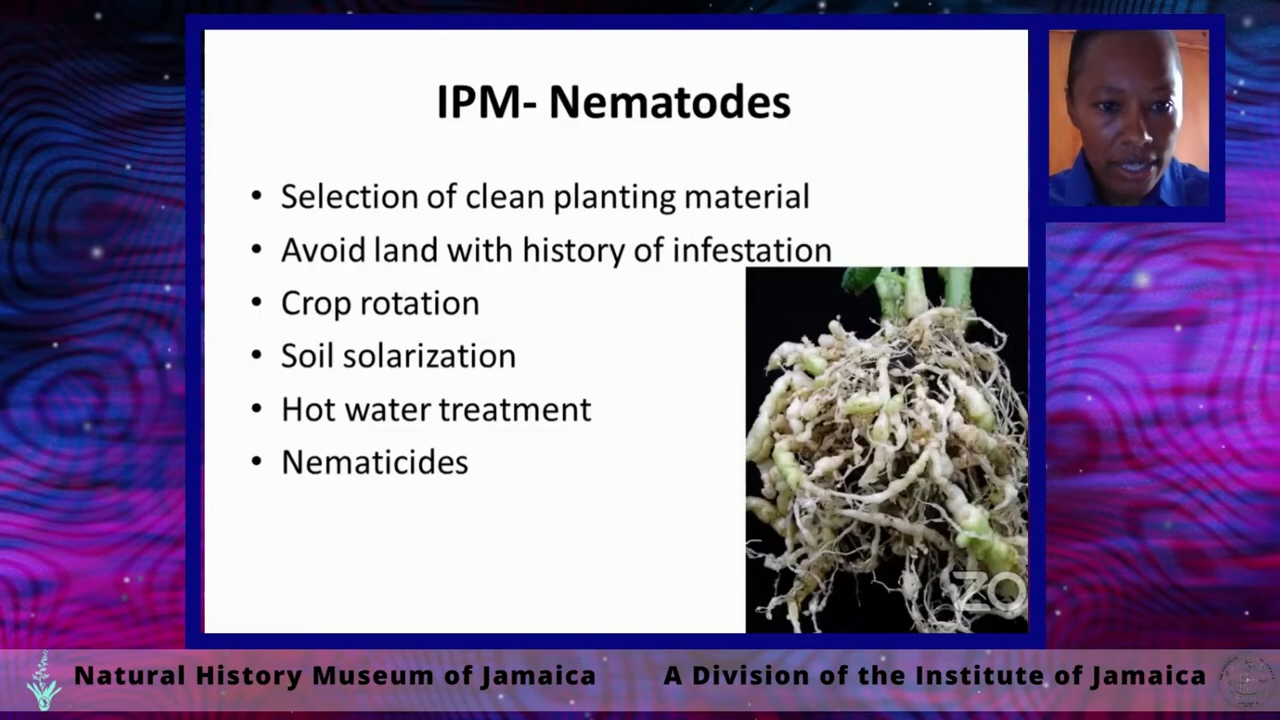 IPM- Nematodes
• Selection of clean planting material
• Avoid land with history of infestation
• Crop rotation
• Soil solarization
• Hot water treatment
• Nematicides
ZO
Natural History Museum of Jamaica
A Division of the Institute of Jamaica